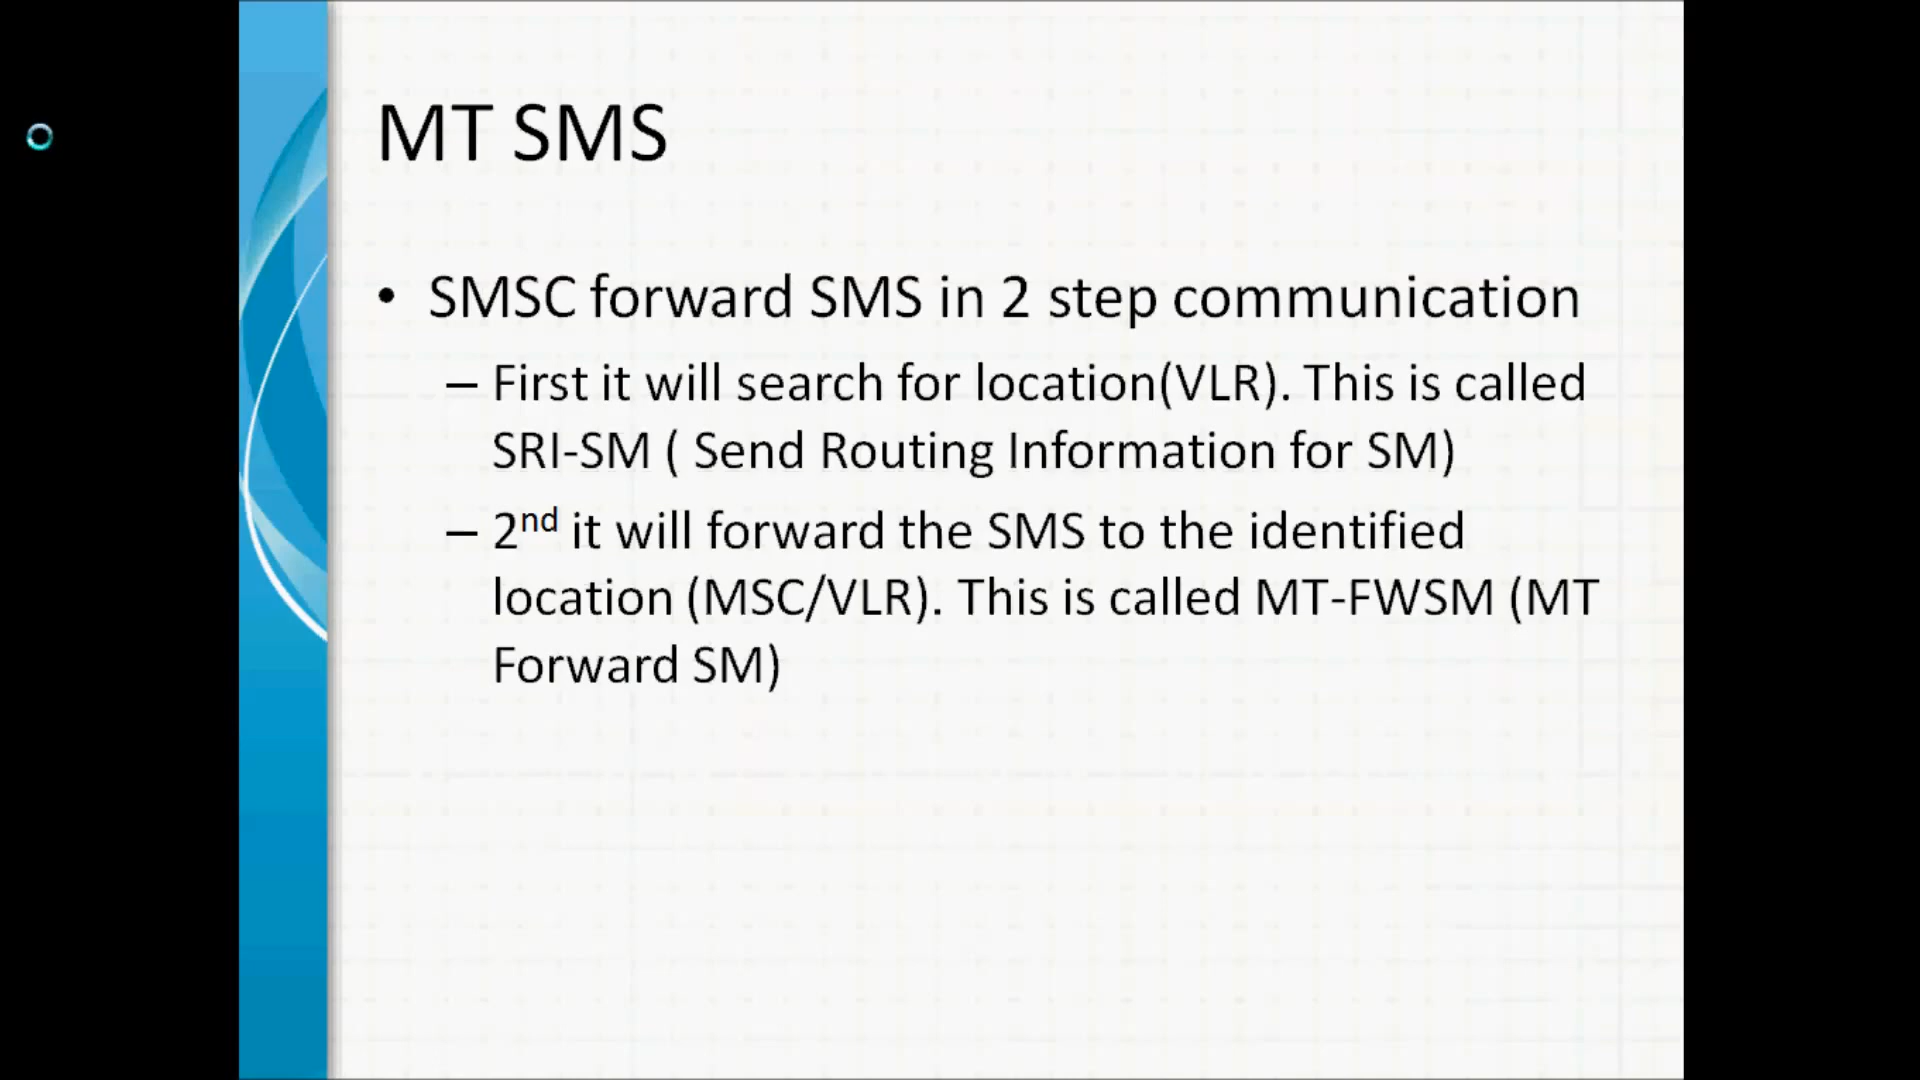 MT SMS
• SMSC forward SMS in 2 step communication
– First it will search for location(VLR). This is called
SRI-SM ( Send Routing Information for SM)
– 2nd it will forward the SMS to the identified
location (MSC/VLR). This is called MT-FWSM (MT
Forward SM)